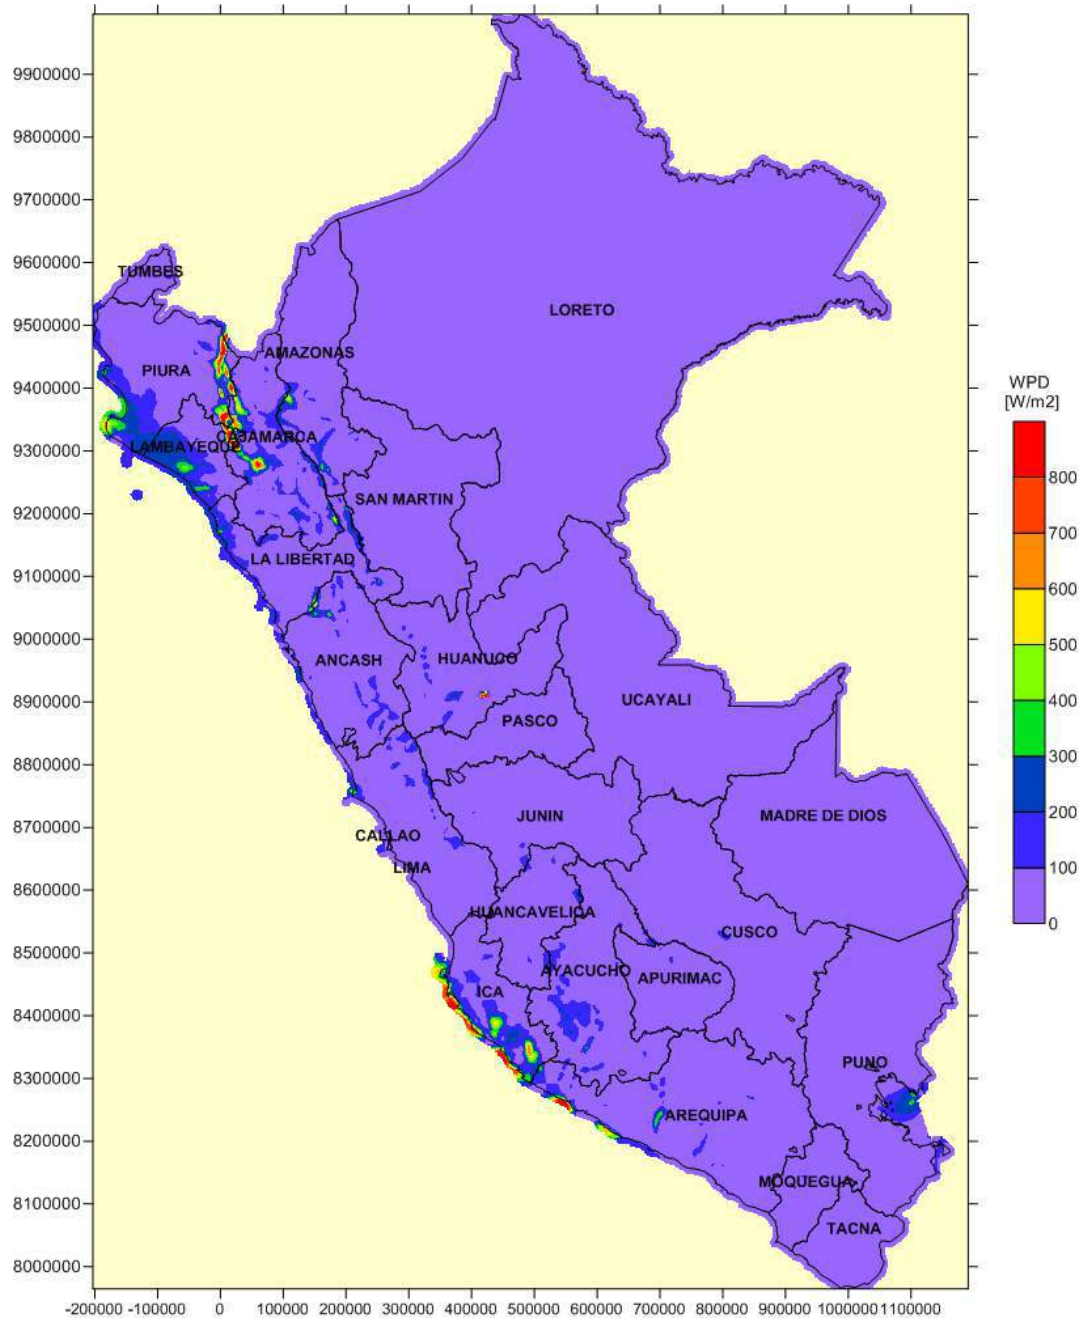 9900000
9800000
9700000
9600000
9500000
9400000
9300000
9200000
9100000
9000000
8900000
8800000
8700000
8600000
8500000
8400000
8300000
8200000
8100000
8000000
TUMBES
LORETO
AMAZONAS
PIURA
CAJAMARCA
LAMBAYEQUE
SAN MARTIN
LA LIBERTAD
ANCASH
HUANUCO
UCAYALI
PASCO
MADRE DE DIOS
JUNIN
CALLAO
LIMA
HUANCAVELICA
CUSCO
AYACUCHO
APURIMAC
ICA
PUNO
AREQUIPA
MOQUEGUA
TACNA
-200000 -100000 0 100000 200000 300000 400000 500000 600000 700000 800000 900000 1000000 1100000
WPD
[W/m2]
800
700
600
500
400
300
200
100
0